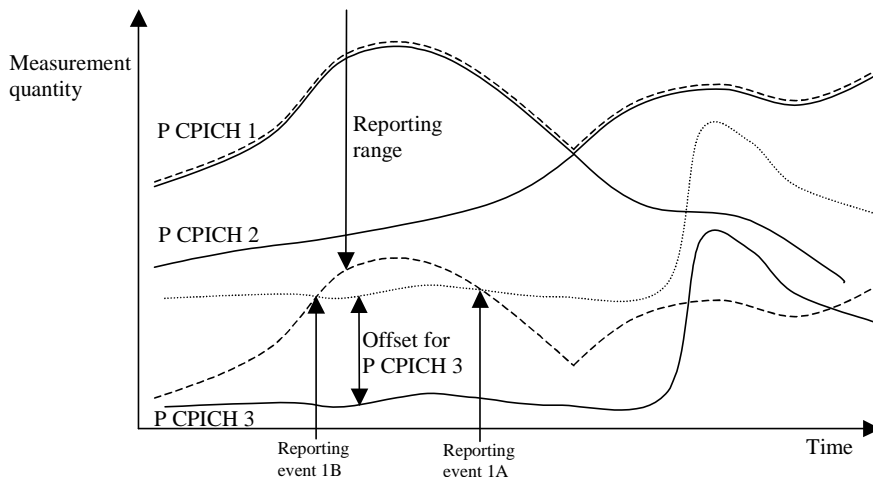 Measurement
quantity
P CPICH 1
Reporting
range
P CPICH 2
Offset for
P CPICH 3
P CPICH 3
Time
Reporting
event 1B
Reporting
event 1A